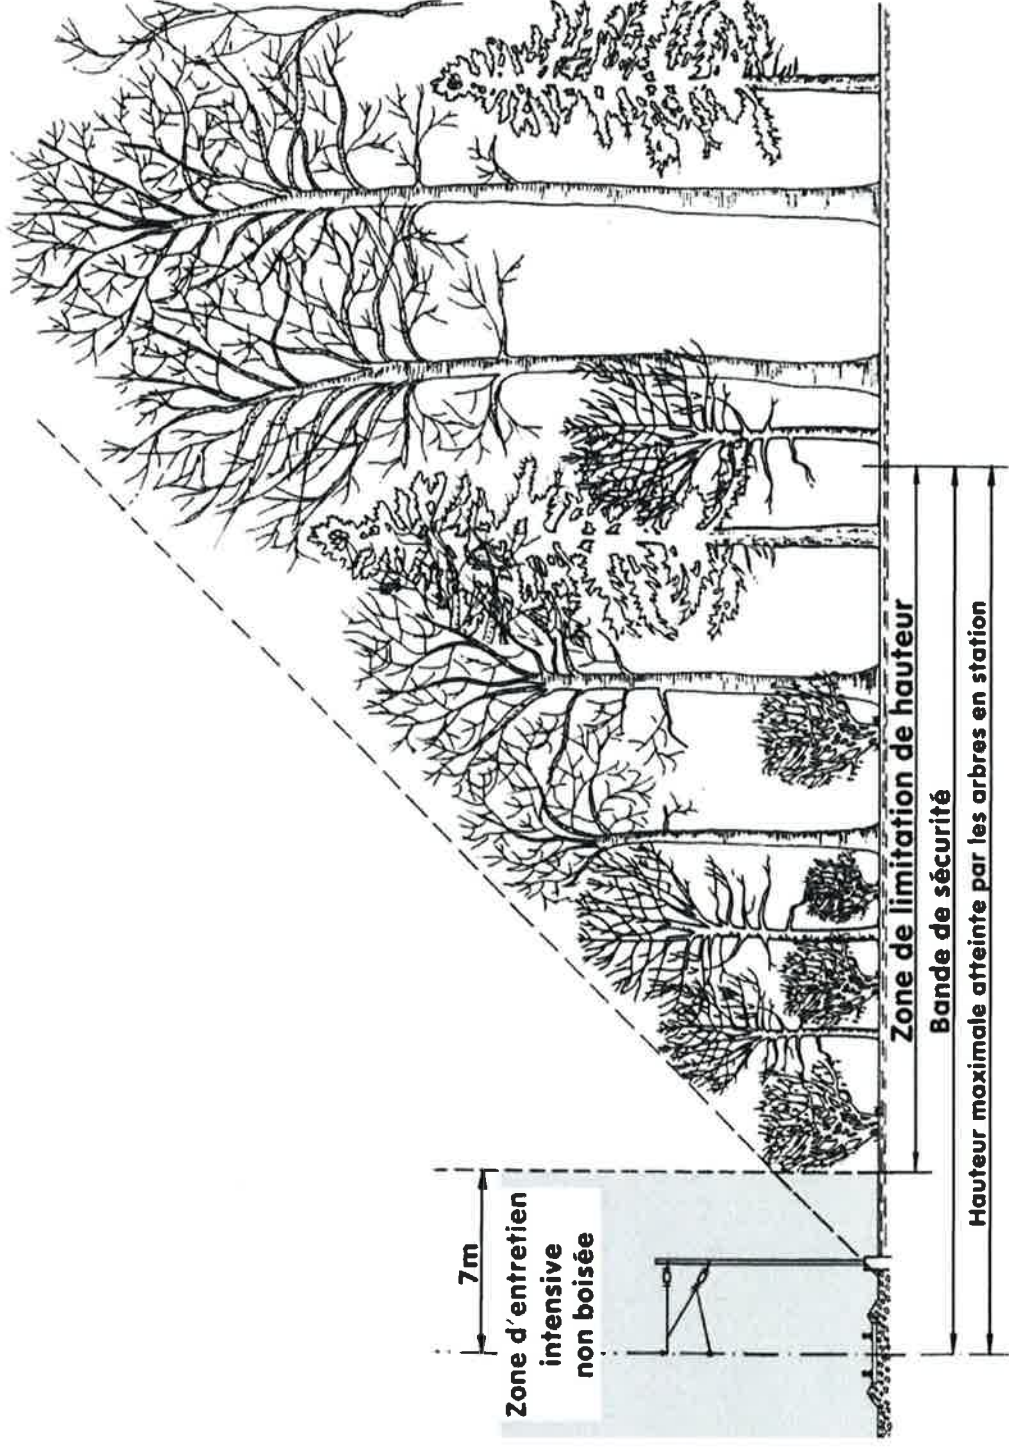 7m
Zone d'entretien
intensive
non boisée
Zone de limitation de hauteur
Bande de sécurité
Hauteur maximale atteinte par les arbres en station